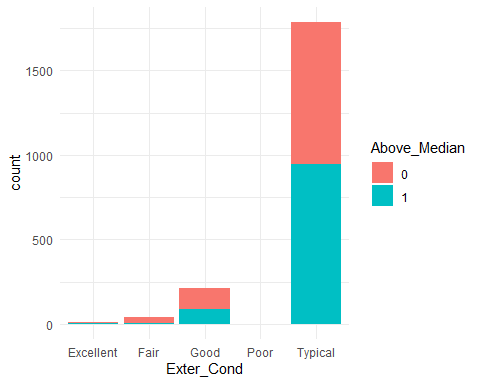 1500
1000
500
0
count
Excellent Fair Good Poor Typical
Exter_Cond
Above_Median
0
1